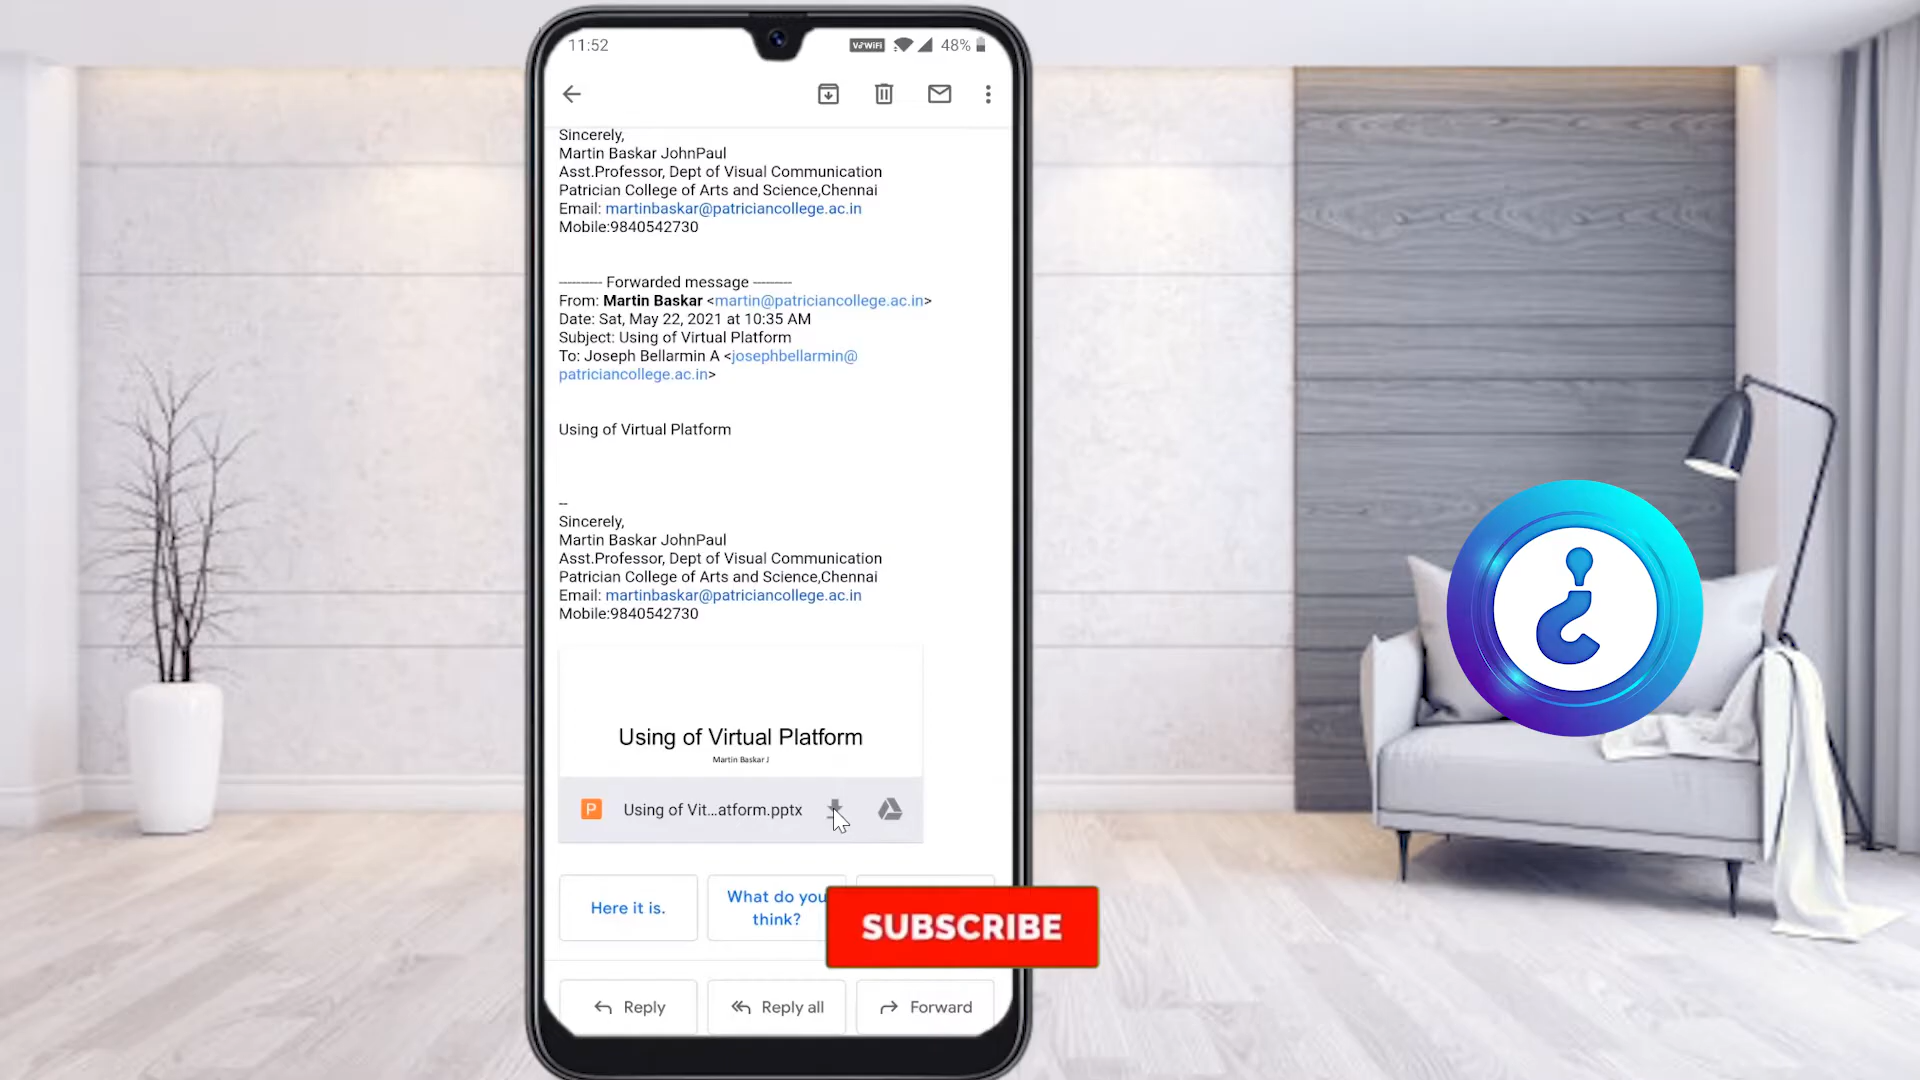 11:52
VoWiFi 48%
Sincerely,
Martin Baskar JohnPaul
Asst.Professor, Dept of Visual Communication
Patrician College of Arts and Science,Chennai
Email: martinbaskar@patriciancollege.ac.in
Mobile:9840542730
---------- Forwarded message ---------
From: Martin Baskar <martin@patriciancollege.ac.in>
Date: Sat, May 22, 2021 at 10:35 AM
Subject: Using of Virtual Platform
To: Joseph Bellarmin A <josephbellarmin@
patriciancollege.ac.in>
Using of Virtual Platform
--
Sincerely,
Martin Baskar JohnPaul
Asst.Professor, Dept of Visual Communication
Patrician College of Arts and Science,Chennai
Email: martinbaskar@patriciancollege.ac.in
Mobile:9840542730
Using of Virtual Platform
Martin Baskar J
P Using of Vit...atform.pptx
Here it is.
What do you
think?
SUBSCRIBE
Reply
Reply all
Forward